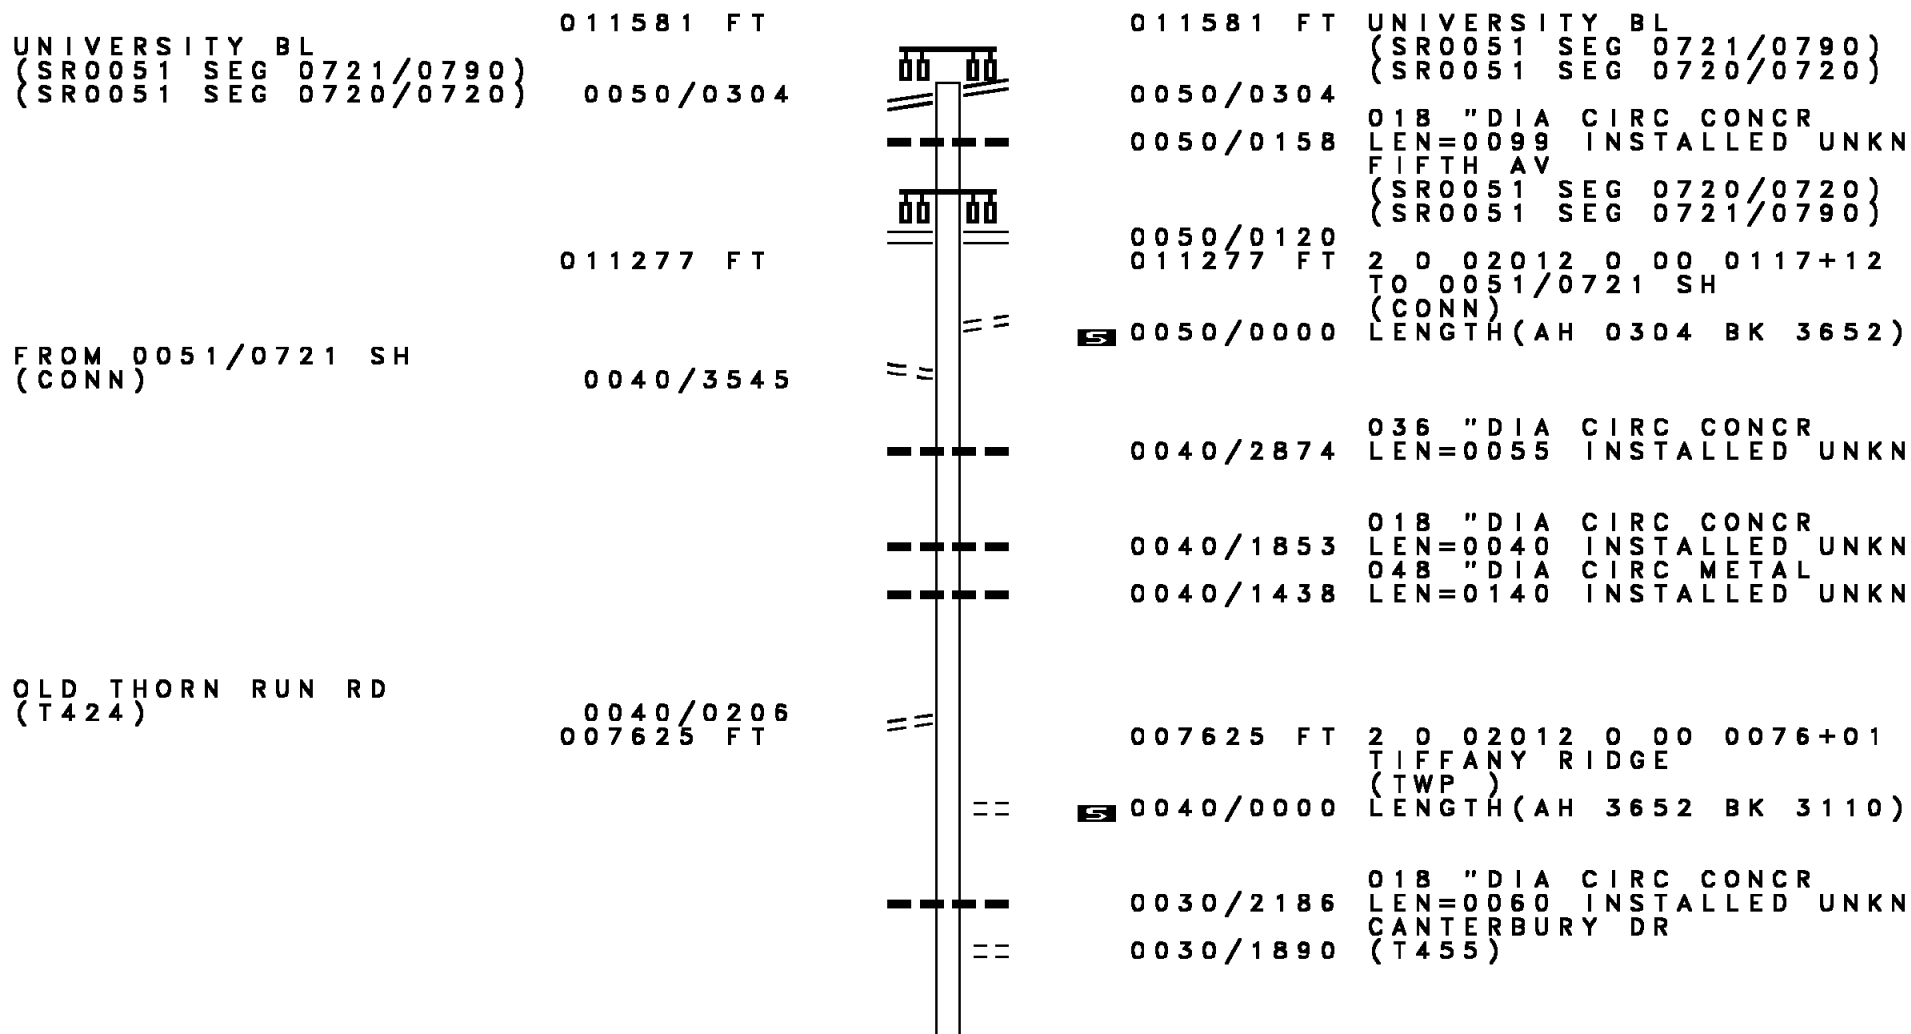 011581 FT
UNIVERSITY BL
(SR0051 SEG 0721/0790)
(SR0051 SEG 0720/0720) 0050/0304
FROM 0051/0721 SH
(CONN) 0040/3545
011277 FT
OLD THORN RUN RD
(T424) 0040/0206
007625 FT
011581 FT UNIVERSITY BL
(SR0051 SEG 0721/0790)
(SR0051 SEG 0720/0720)
0050/0304
018 "DIA CIRC CONCR
0050/0158 LEN=0099 INSTALLED UNKN
FIFTH AV
(SR0051 SEG 0720/0720)
(SR0051 SEG 0721/0790)
0050/0120
011277 FT 2 0 02012 0 00 0117+12
TO 0051/0721 SH
(CONN)
S 0050/0000 LENGTH(AH 0304 BK 3652)
036 "DIA CIRC CONCR
0040/2874 LEN=0055 INSTALLED UNKN
018 "DIA CIRC CONCR
0040/1853 LEN=0040 INSTALLED UNKN
048 "DIA CIRC METAL
0040/1438 LEN=0140 INSTALLED UNKN
007625 FT 2 0 02012 0 00 0076+01
TIFFANY RIDGE
(TWP )
S 0040/0000 LENGTH(AH 3652 BK 3110)
018 "DIA CIRC CONCR
0030/2186 LEN=0060 INSTALLED UNKN
CANTERBURY DR
0030/1890 (T455)